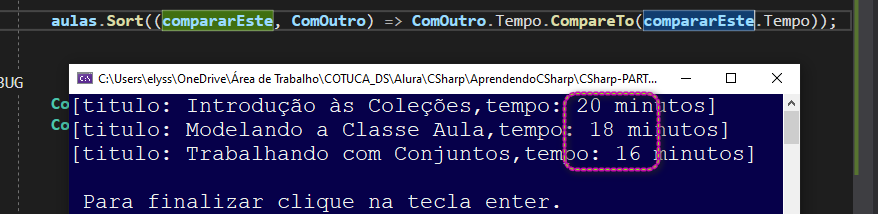 aulas.Sort((compararEste, ComOutro) => ComOutro.Tempo.CompareTo(compararEste.Tempo));
BUG
C:\Users\elyss\OneDrive\Área de Trabalho\COTUCA_DS\Alura\CSharp\AprendendoCSharp\CSharp-PART...
Co
[titulo: Introdução às Coleções,tempo: 20 minutos]
Co
[titulo: Modelando a Classe Aula,tempo: 18 minutos]
[titulo: Trabalhando com Conjuntos,tempo: 16 minutos]
Para finalizar clique na tecla enter.